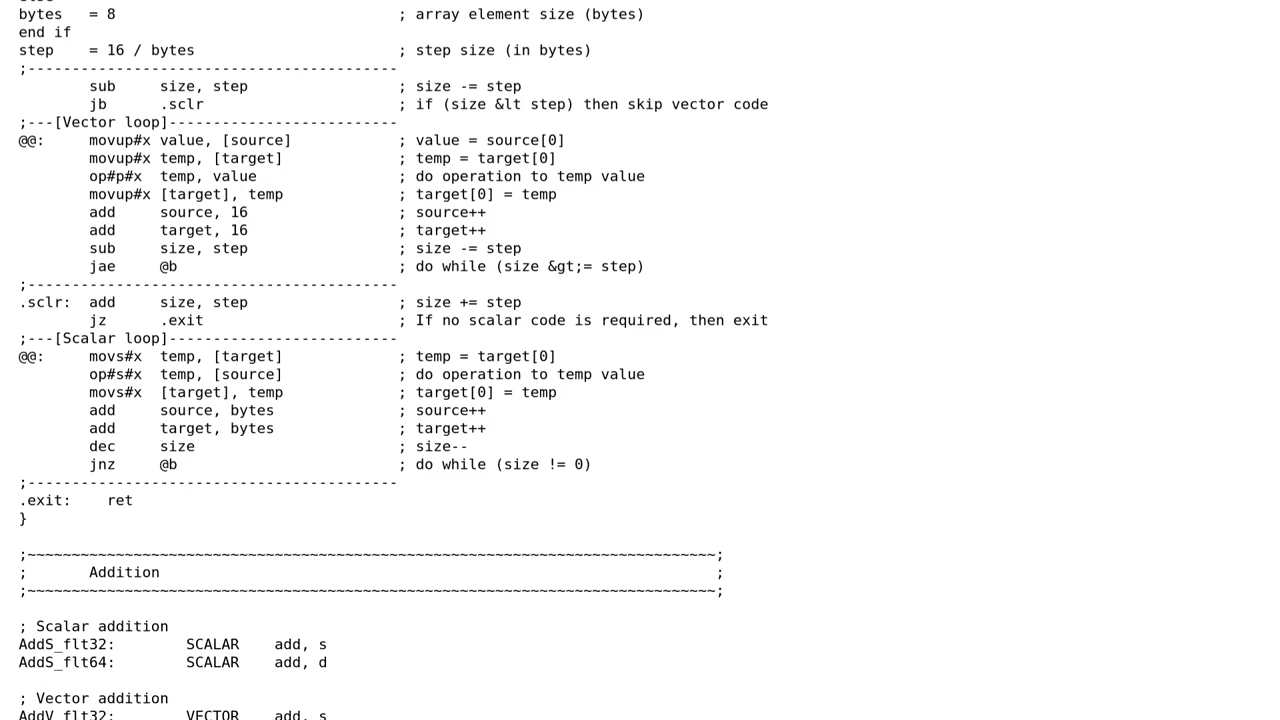 bytes   = 8                                ; array element size (bytes)
end if
step    = 16 / bytes                       ; step size (in bytes)
;------------------------------------------
        sub     size, step                 ; size -= step
        jb      .sclr                      ; if (size &lt step) then skip vector code
;---[Vector loop]--------------------------
@@:     movup#x value, [source]            ; value = source[0]
        movup#x temp, [target]             ; temp = target[0]
        op#p#x  temp, value                ; do operation to temp value
        movup#x [target], temp             ; target[0] = temp
        add     source, 16                 ; source++
        add     target, 16                 ; target++
        sub     size, step                 ; size -= step
        jae     @b                         ; do while (size &gt;= step)
;------------------------------------------
.sclr:  add     size, step                 ; size += step
        jz      .exit                      ; If no scalar code is required, then exit
;---[Scalar loop]--------------------------
@@:     movs#x  temp, [target]             ; temp = target[0]
        op#s#x  temp, [source]             ; do operation to temp value
        movs#x  [target], temp             ; target[0] = temp
        add     source, bytes              ; source++
        add     target, bytes              ; target++
        dec     size                       ; size--
        jnz     @b                         ; do while (size != 0)
;------------------------------------------
.exit:    ret
}
;~~~~~~~~~~~~~~~~~~~~~~~~~~~~~~~~~~~~~~~~~~~~~~~~~~~~~~~~~~~~~~~~~~~~~~~~~~~~~~;
;       Addition                                                               ;
;~~~~~~~~~~~~~~~~~~~~~~~~~~~~~~~~~~~~~~~~~~~~~~~~~~~~~~~~~~~~~~~~~~~~~~~~~~~~~~;
; Scalar addition
AddS_flt32:        SCALAR    add, s
AddS_flt64:        SCALAR    add, d
; Vector addition
AddV_flt32:        VECTOR    add, s